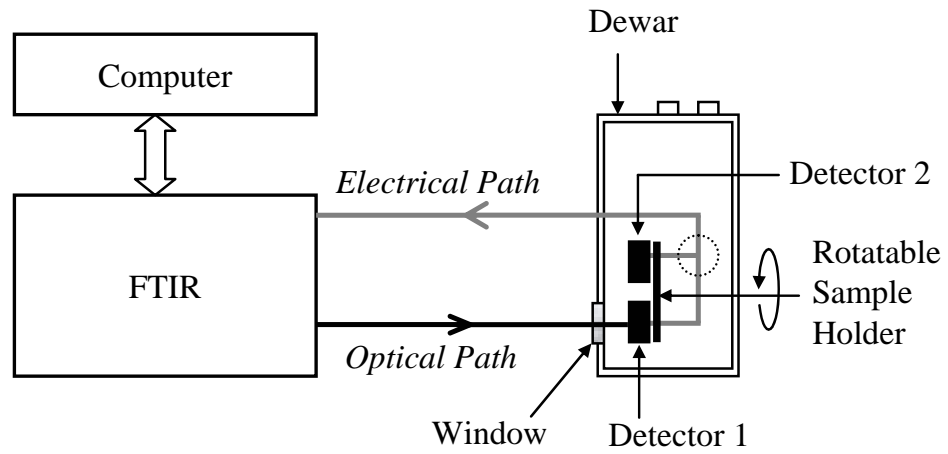 Dewar
Computer
Electrical Path
Detector 2
FTIR
Rotatable
Sample
Holder
Optical Path
Window
Detector 1